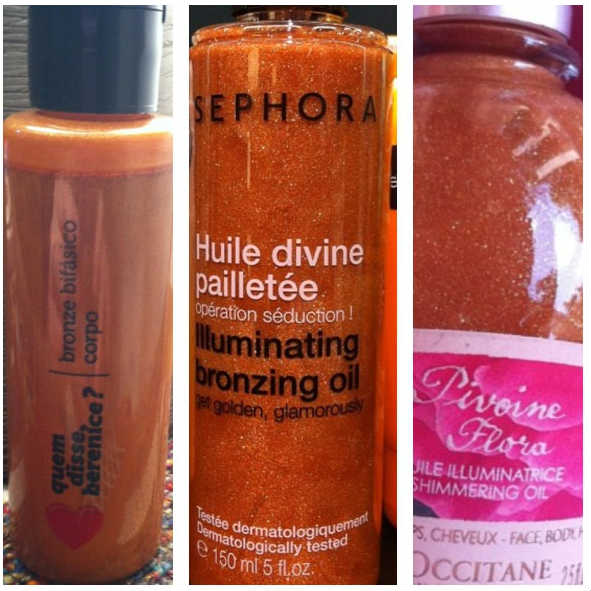 bronze bifásico
corpo
quem
disse,
berenice?
SEPHORA
Huile divine
pailletée
opération séduction !
Illuminating
bronzing oil
get golden, glamorously
Testée dermatologiquement
Dermatologically tested
e 150 ml 5 fl.oz.
Pivoine
Flora
UILE ILLUMINATRICE
SHIMMERING OIL
PS, CHEVEUX - FACE, BODY, H
OCCITANE